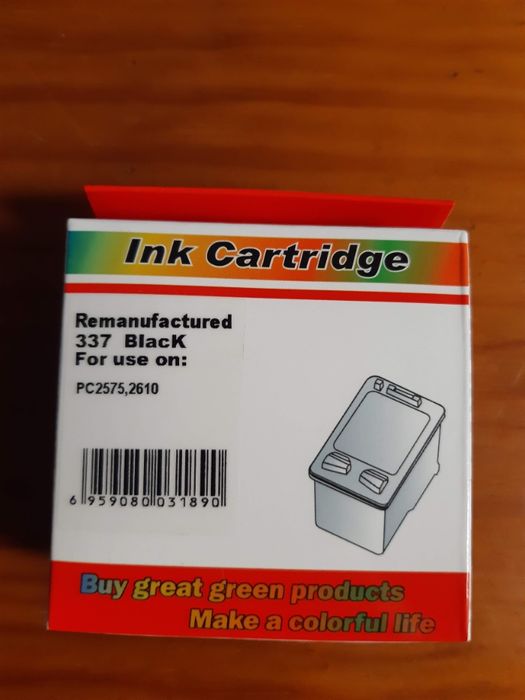 Ink Cartridge
Remanufactured
337 BlacK
For use on:
PC2575,2610
6 959080 031890
Buy great green products
Make a colorful life